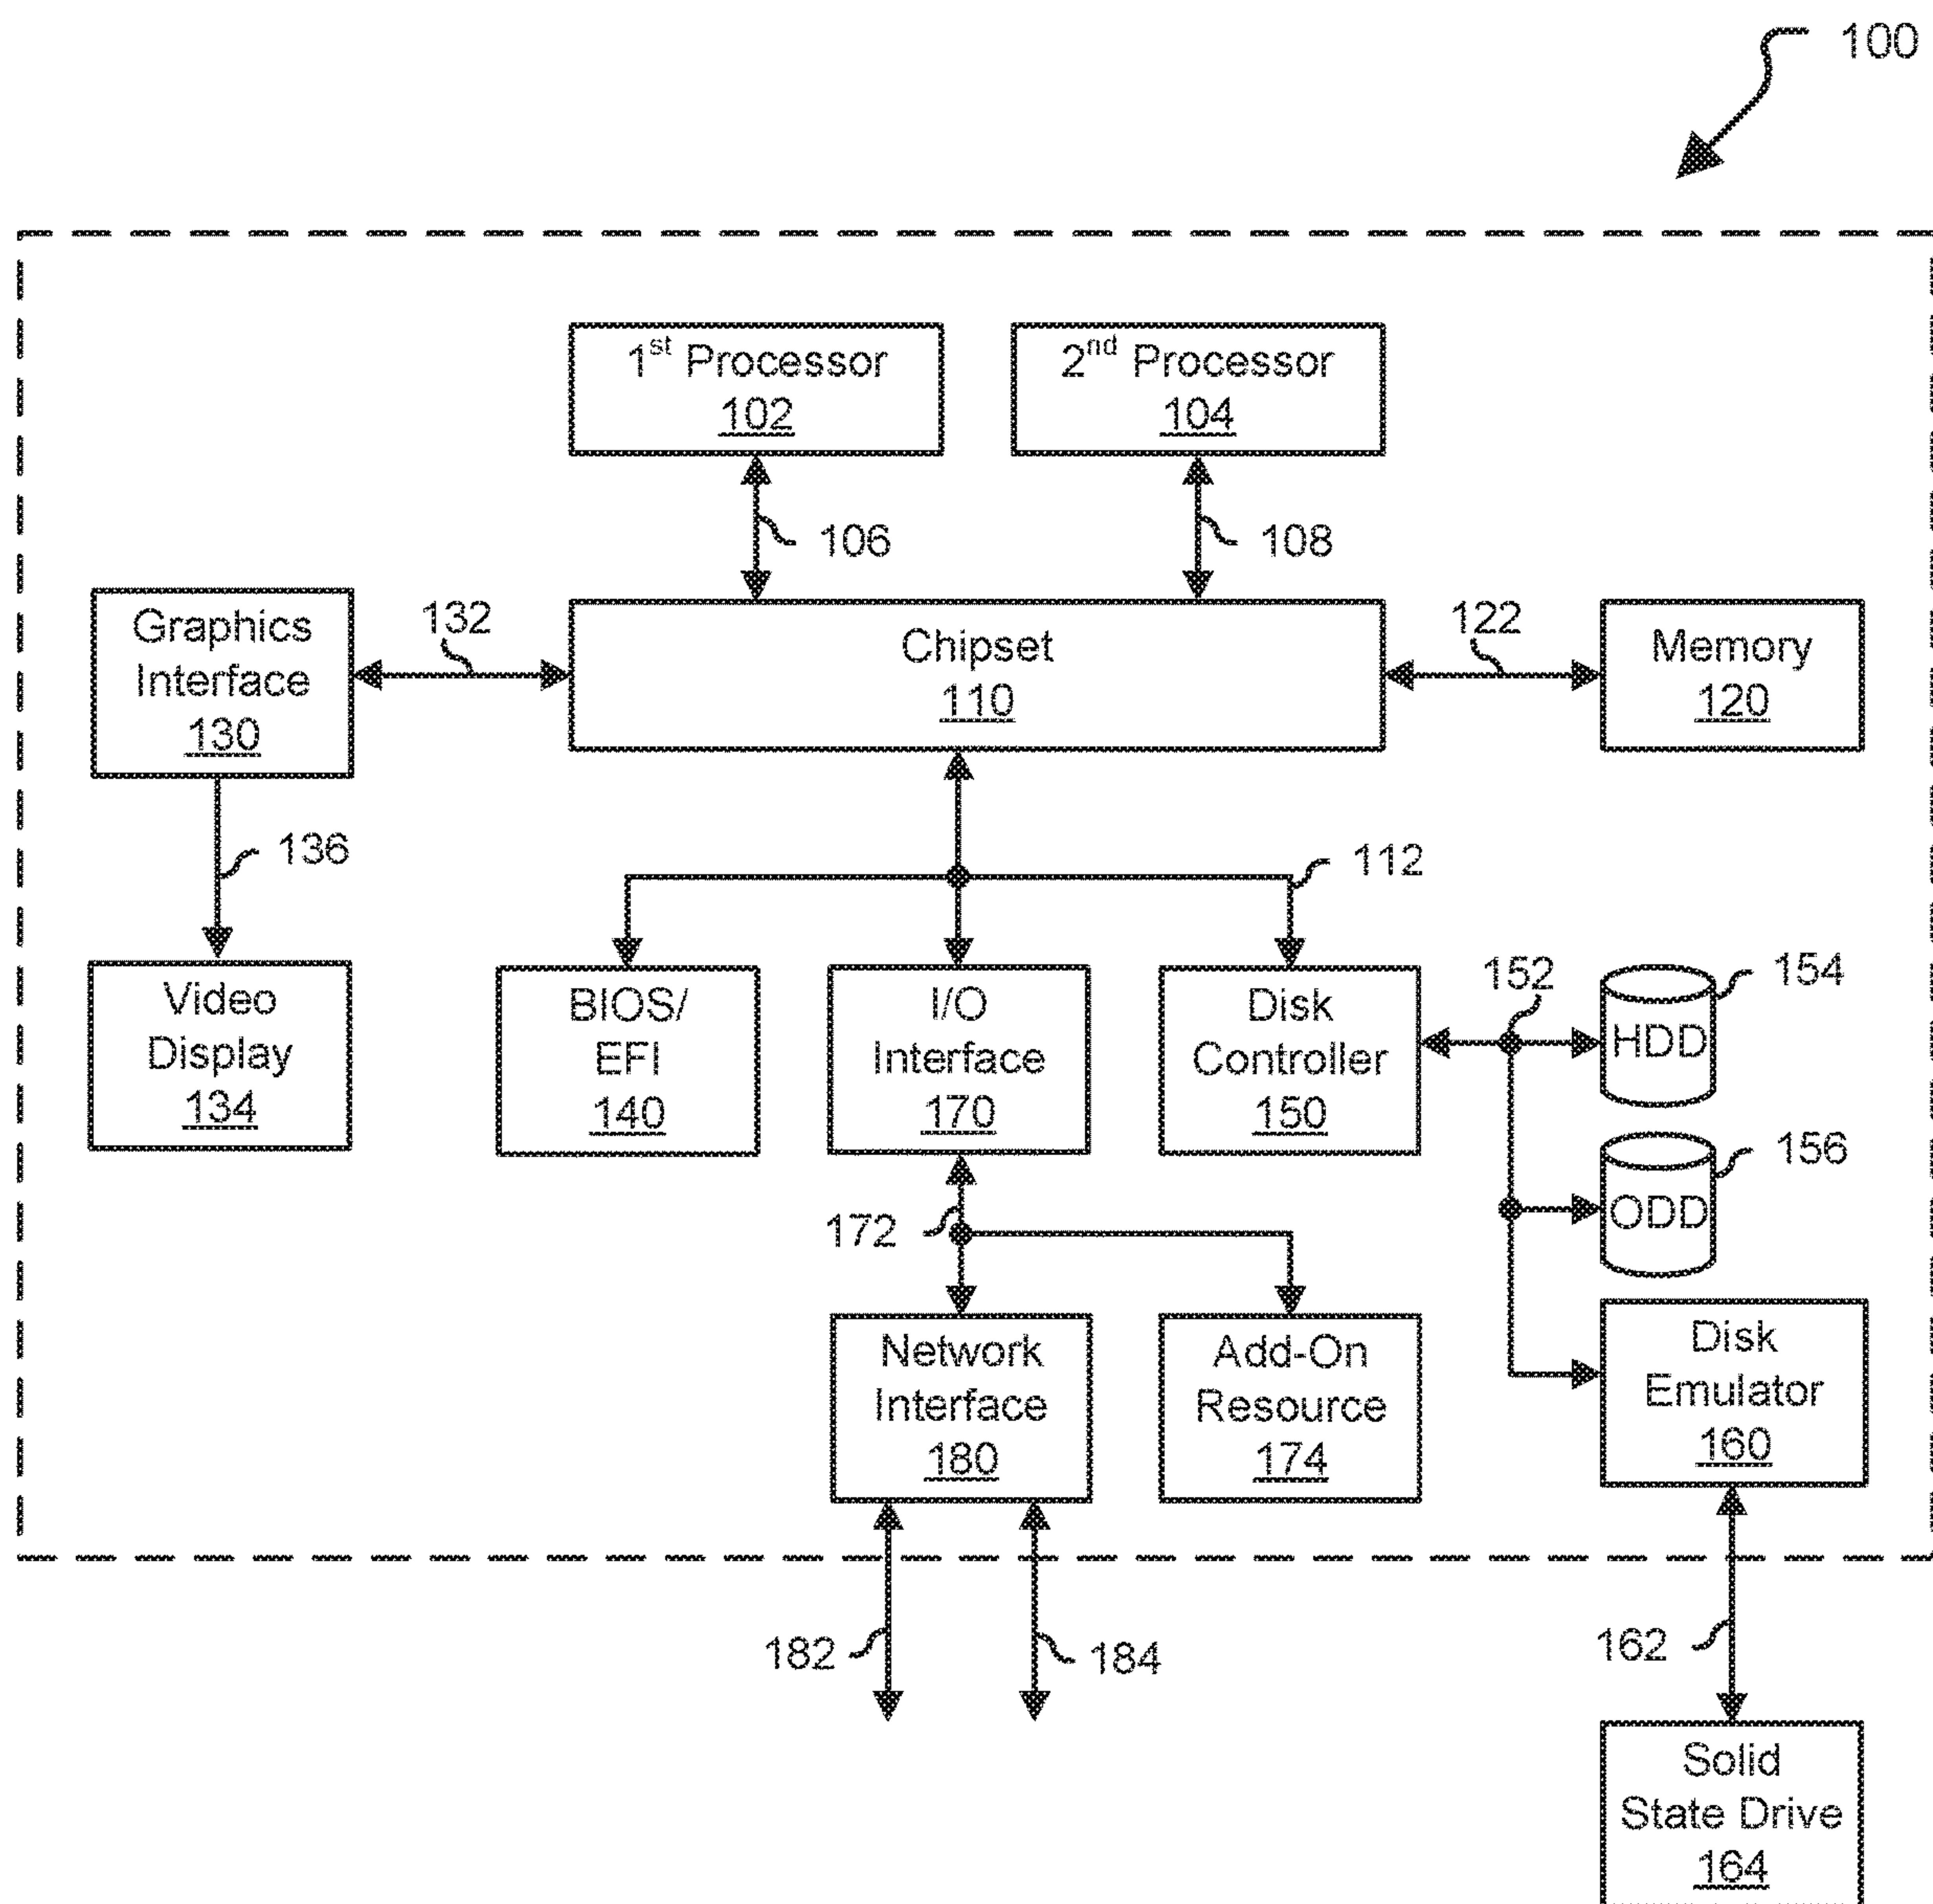 100
1st Processor
102
2nd Processor
104
106
108
Graphics
Interface
130
132
Chipset
110
122
Memory
120
136
112
Video
Display
134
BIOS/
EFI
140
I/O
Interface
170
Disk
Controller
150
152
HDD
154
ODD
156
172
Network
Interface
180
Add-On
Resource
174
Disk
Emulator
160
182
184
162
Solid
State Drive
164